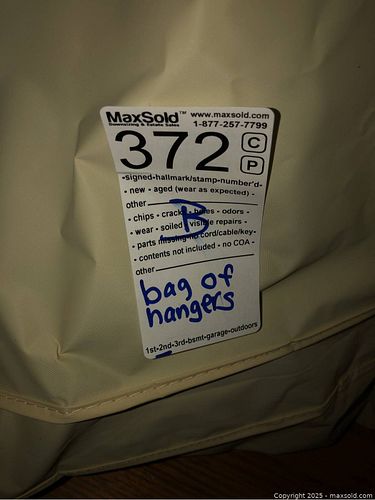 MaxSold™ www.maxsold.com
Downsizing & Estate Sales 1-877-257-7799
372 C
P
-signed-hallmark/stamp-number'd-
- new - aged (wear as expected) -
other
- chips - cracks - holes - odors -
B
- wear - soiled - visible repairs -
- parts missing - no cord/cable/key-
- contents not included - no COA -
other
bag of
hangers
1st-2nd-3rd-bsmt-garage-outdoors
Copyright 2025 - maxsold.com